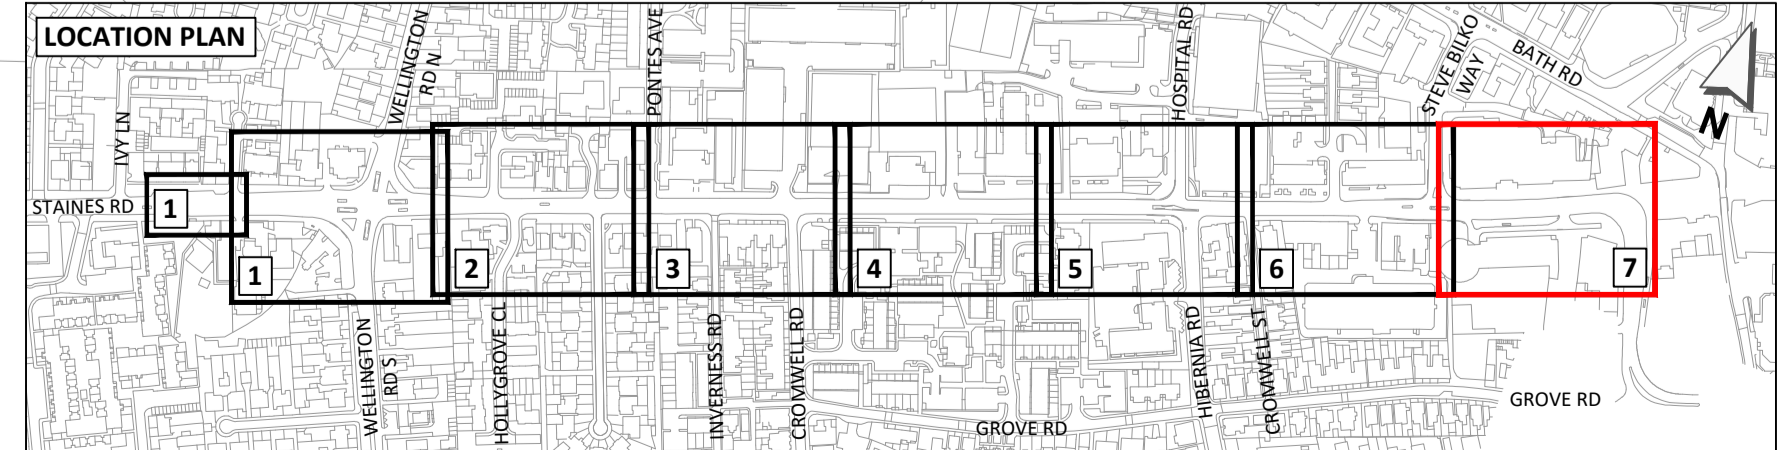 LOCATION PLAN
IVY LN
WELLINGTON
RD N
PONTES AVE
HOSPITAL RD
STEVE BILKO
WAY
BATH RD
N
STAINES RD
1
1
2
3
4
5
6
7
WELLINGTON
RD S
HOLLYGROVE CL
INVERNESS RD
CROMWELL RD
GROVE RD
HIBERNIA RD
CROMWELL ST
GROVE RD